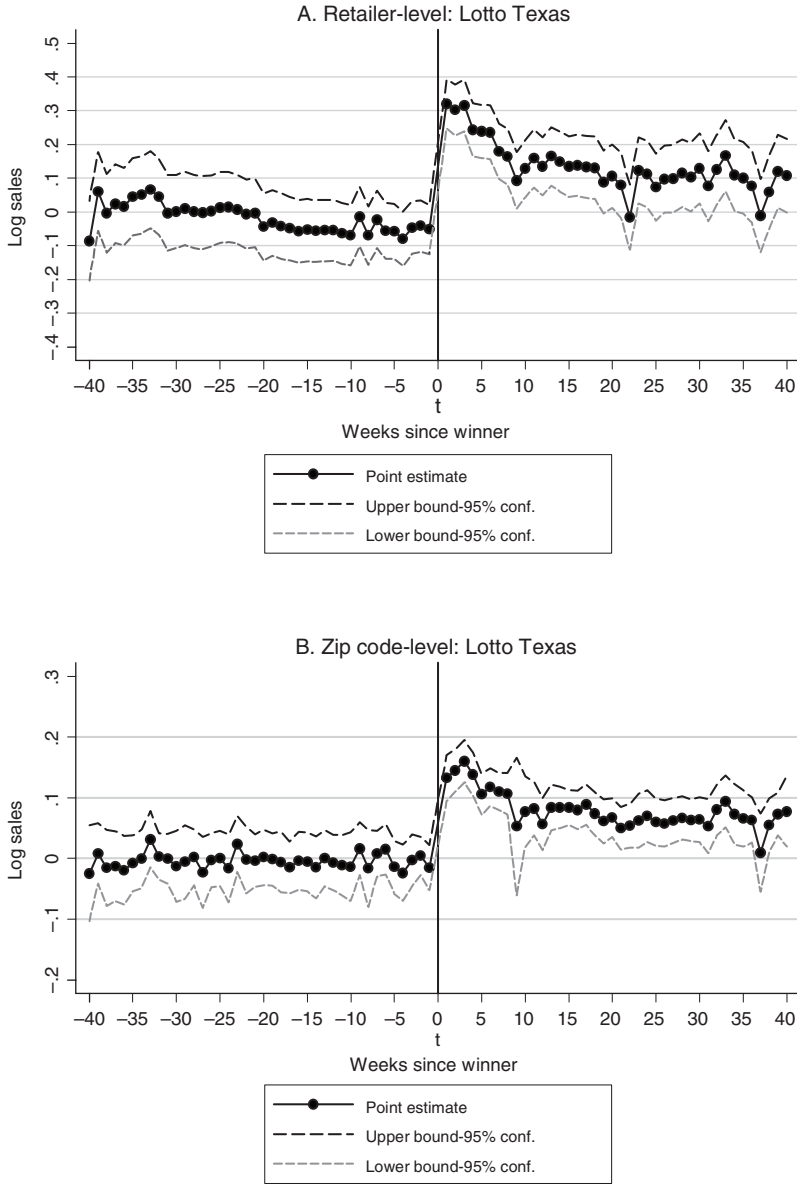 A. Retailer-level: Lotto Texas
.5
.4
.3
.2
.1
0
–.1
–.2
–.3
–.4
Log sales
–40 –35 –30 –25 –20 –15 –10 –5 0 5 10 15 20 25 30 35 40
t
Weeks since winner
Point estimate
Upper bound-95% conf.
Lower bound-95% conf.
B. Zip code-level: Lotto Texas
.3
.2
.1
0
–.1
–.2
Log sales
–40 –35 –30 –25 –20 –15 –10 –5 0 5 10 15 20 25 30 35 40
t
Weeks since winner
Point estimate
Upper bound-95% conf.
Lower bound-95% conf.